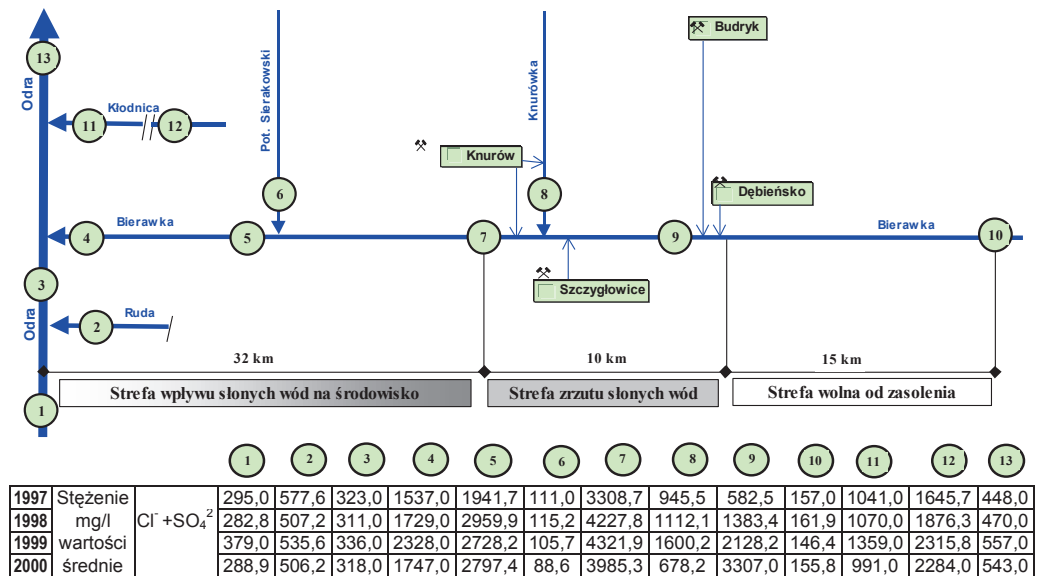 Budryk
13
Odra
Kłodnica
11
12
Pot. Sierakowski
Knurówka
Knurów
6
8
Dębieńsko
Bierawka
4
5
7
9
Bierawka
10
3
Szczygłowice
Odra
Ruda
2
32 km
10 km
15 km
Strefa wpływu słonych wód na środowisko
Strefa zrzutu słonych wód
Strefa wolna od zasolenia
1
1 2 3 4 5 6 7 8 9 10 11 12 13
1997 Stężenie 295,0 577,6 323,0 1537,0 1941,7 111,0 3308,7 945,5 582,5 157,0 1041,0 1645,7 448,0
1998 mg/l Cl⁻ +SO₄² 282,8 507,2 311,0 1729,0 2959,9 115,2 4227,8 1112,1 1383,4 161,9 1070,0 1876,3 470,0
1999 wartości 379,0 535,6 336,0 2328,0 2728,2 105,7 4321,9 1600,2 2128,2 146,4 1359,0 2315,8 557,0
2000 średnie 288,9 506,2 318,0 1747,0 2797,4 88,6 3985,3 678,2 3307,0 155,8 991,0 2284,0 543,0